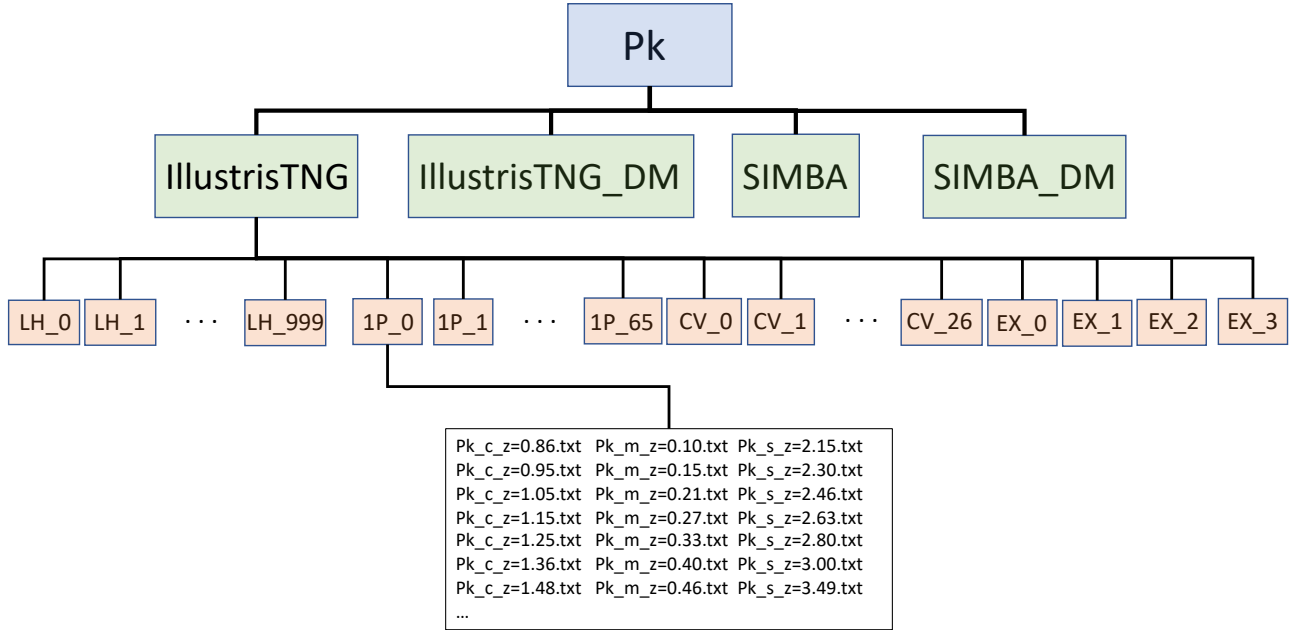 Pk
IllustrisTNG IllustrisTNG_DM SIMBA SIMBA_DM
LH_0 LH_1 ... LH_999 1P_0 1P_1 ... 1P_65 CV_0 CV_1 ... CV_26 EX_0 EX_1 EX_2 EX_3
Pk_c_z=0.86.txt Pk_m_z=0.10.txt Pk_s_z=2.15.txt
Pk_c_z=0.95.txt Pk_m_z=0.15.txt Pk_s_z=2.30.txt
Pk_c_z=1.05.txt Pk_m_z=0.21.txt Pk_s_z=2.46.txt
Pk_c_z=1.15.txt Pk_m_z=0.27.txt Pk_s_z=2.63.txt
Pk_c_z=1.25.txt Pk_m_z=0.33.txt Pk_s_z=2.80.txt
Pk_c_z=1.36.txt Pk_m_z=0.40.txt Pk_s_z=3.00.txt
Pk_c_z=1.48.txt Pk_m_z=0.46.txt Pk_s_z=3.49.txt
...